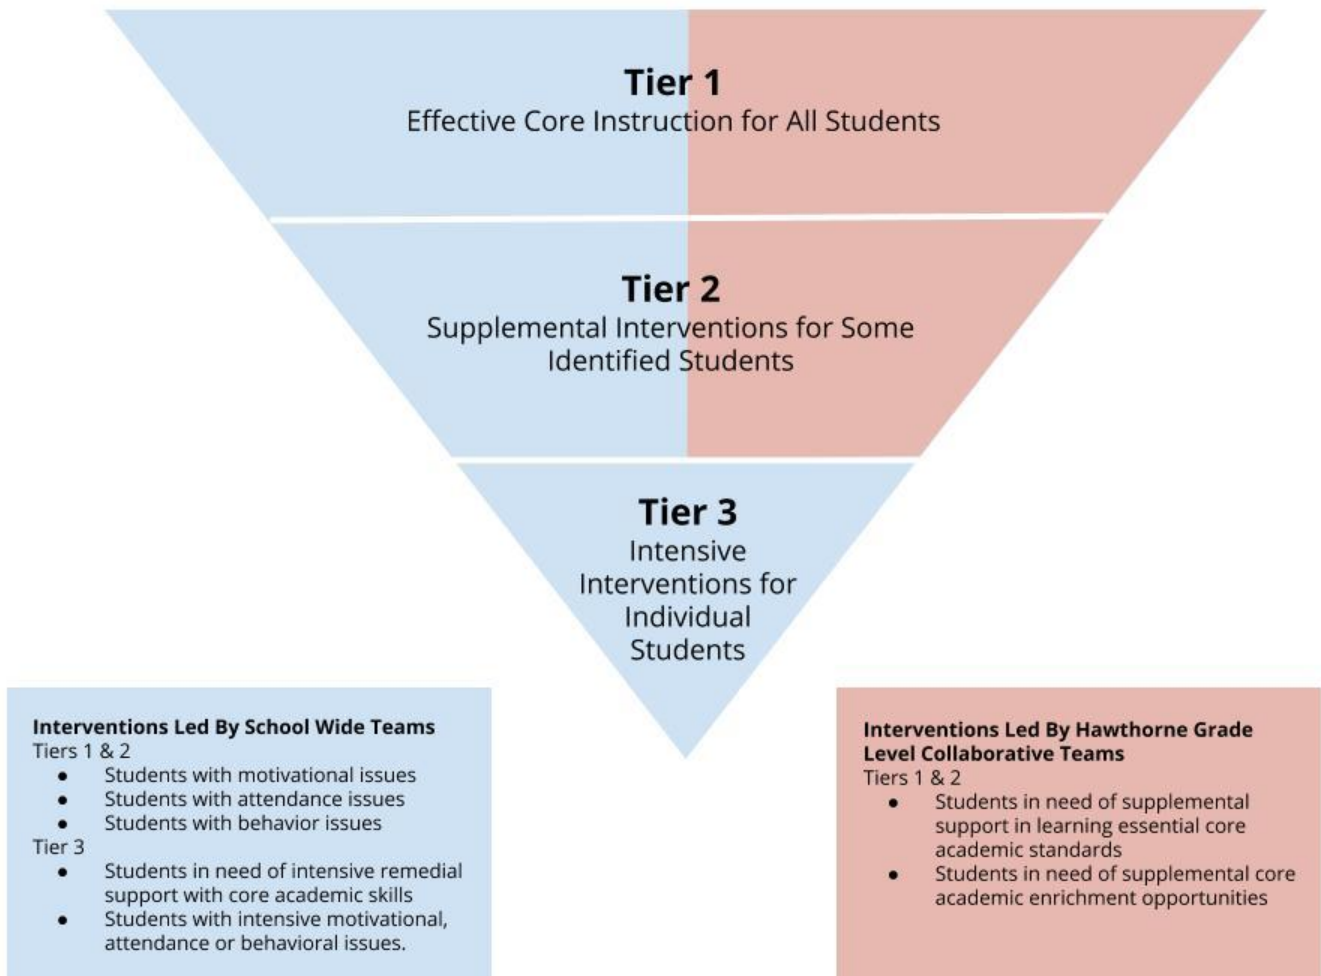 Tier 1
Effective Core Instruction for All Students
Tier 2
Supplemental Interventions for Some
Identified Students
Tier 3
Intensive
Interventions for
Individual
Students
Interventions Led By School Wide Teams
Tiers 1 & 2
● Students with motivational issues
● Students with attendance issues
● Students with behavior issues
Tier 3
● Students in need of intensive remedial
support with core academic skills
● Students with intensive motivational,
attendance or behavioral issues.
Interventions Led By Hawthorne Grade
Level Collaborative Teams
Tiers 1 & 2
● Students in need of supplemental
support in learning essential core
academic standards
● Students in need of supplemental core
academic enrichment opportunities